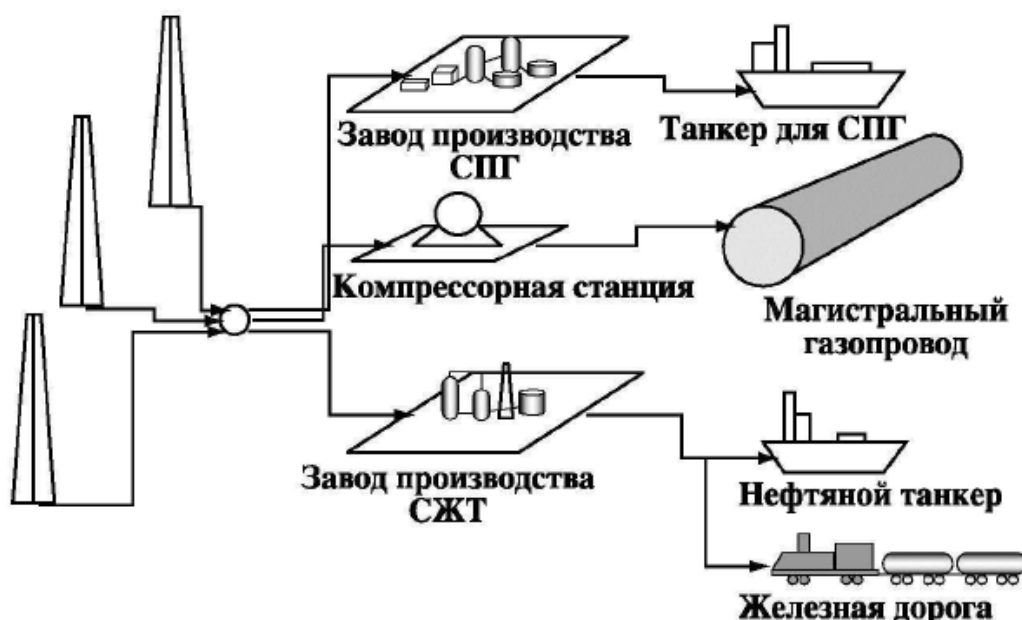 Завод производства
СПГ
Танкер для СПГ
Компрессорная станция
Магистральный
газопровод
Завод производства
СЖТ
Нефтяной танкер
Железная дорога